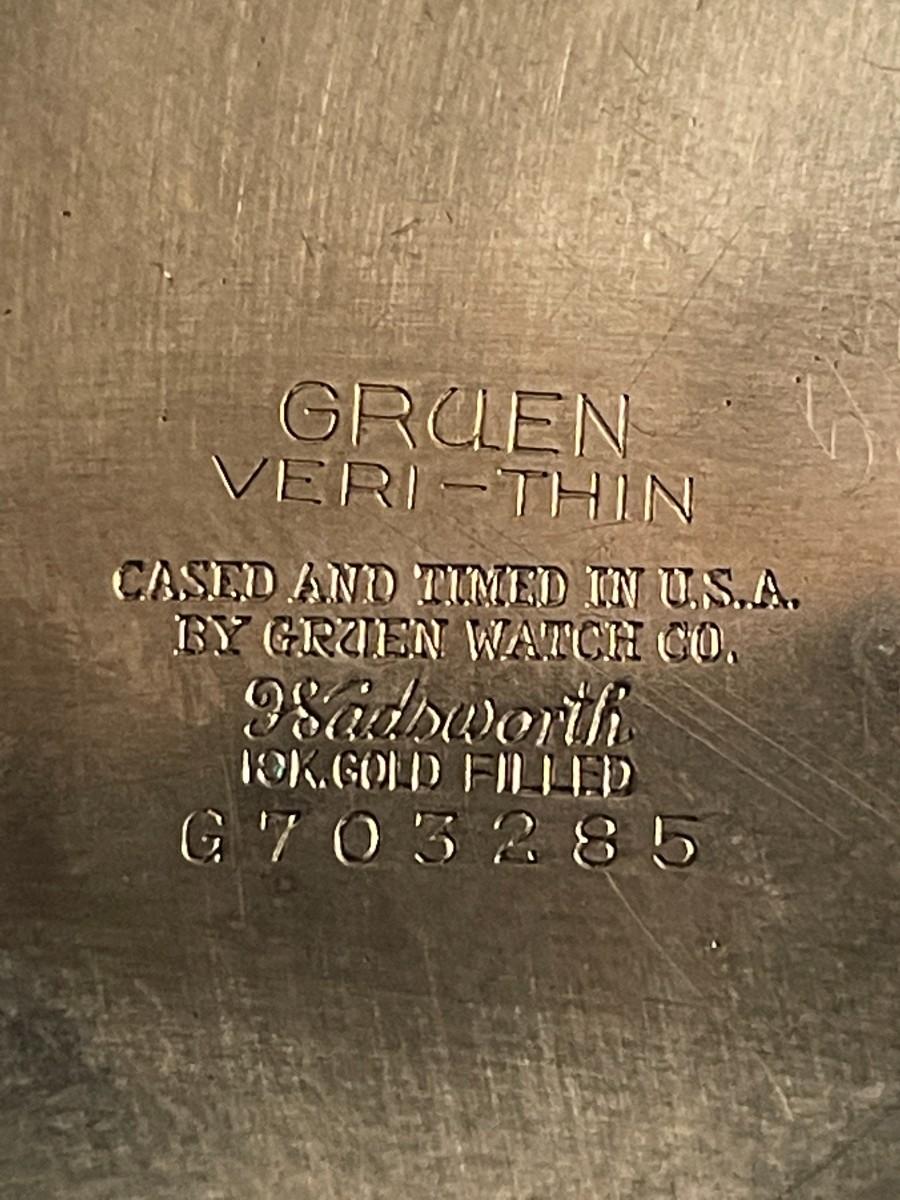 GRUEN
VERI-THIN
CASED AND TIMED IN U.S.A.
BY GRUEN WATCH CO.
Wadsworth
10K.GOLD FILLED
G703285